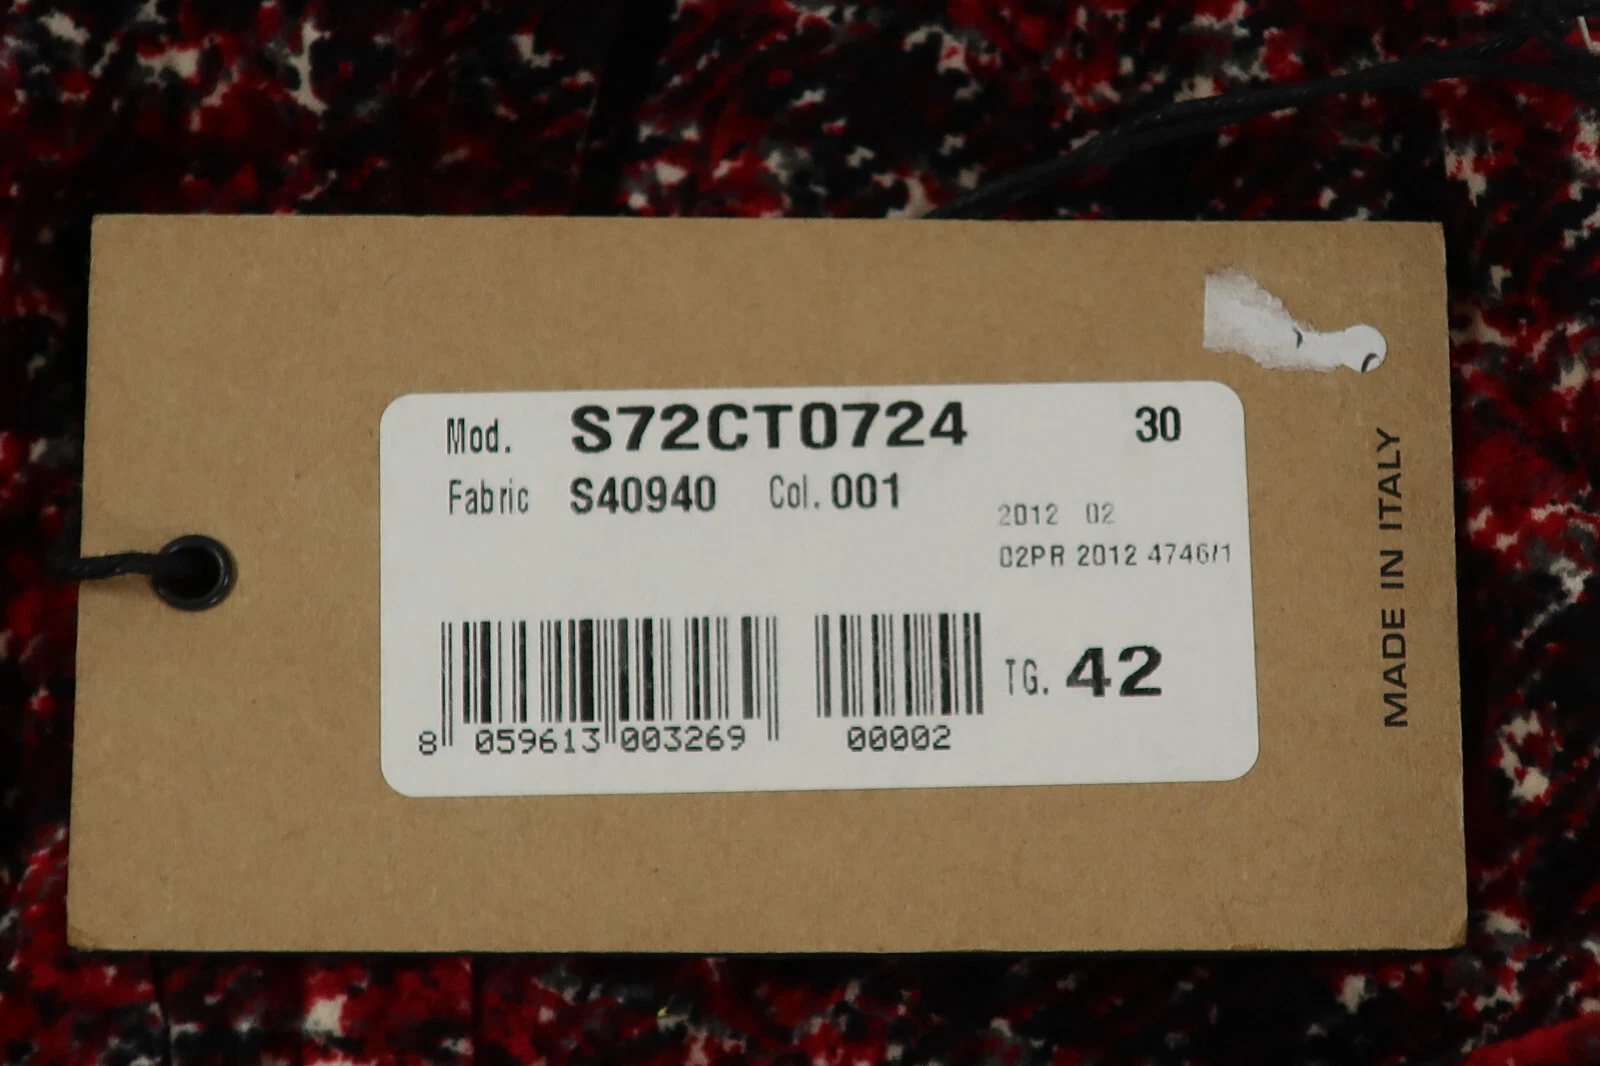 Mod. S72CT0724 30
Fabric S40940 Col. 001
2012 02
02PR 2012 4746/1
TG. 42
8 059613 003269 00002
MADE IN ITALY